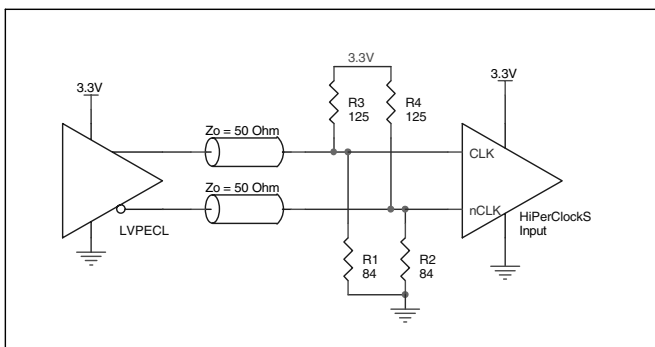 3.3V
3.3V
3.3V
R3
125
R4
125
Zo = 50 Ohm
CLK
Zo = 50 Ohm
nCLK
HiPerClockS
Input
LVPECL
R1
84
R2
84